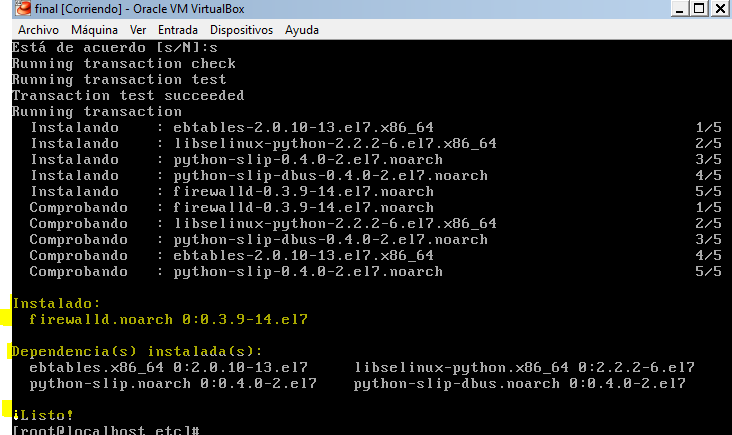 final [Corriendo] - Oracle VM VirtualBox
Archivo Máquina Ver Entrada Dispositivos Ayuda
Está de acuerdo [s/N]:s
Running transaction check
Running transaction test
Transaction test succeeded
Running transaction
Instalando : ebtables-2.0.10-13.el7.x86_64 1/5
Instalando : libselinux-python-2.2.2-6.el7.x86_64 2/5
Instalando : python-slip-0.4.0-2.el7.noarch 3/5
Instalando : python-slip-dbus-0.4.0-2.el7.noarch 4/5
Instalando : firewalld-0.3.9-14.el7.noarch 5/5
Comprobando : firewalld-0.3.9-14.el7.noarch 1/5
Comprobando : libselinux-python-2.2.2-6.el7.x86_64 2/5
Comprobando : python-slip-dbus-0.4.0-2.el7.noarch 3/5
Comprobando : ebtables-2.0.10-13.el7.x86_64 4/5
Comprobando : python-slip-0.4.0-2.el7.noarch 5/5
Instalado:
firewalld.noarch 0:0.3.9-14.el7
Dependencia(s) instalada(s):
ebtables.x86_64 0:2.0.10-13.el7 libselinux-python.x86_64 0:2.2.2-6.el7
python-slip.noarch 0:0.4.0-2.el7 python-slip-dbus.noarch 0:0.4.0-2.el7
¡Listo!
[root@localhost etc]#